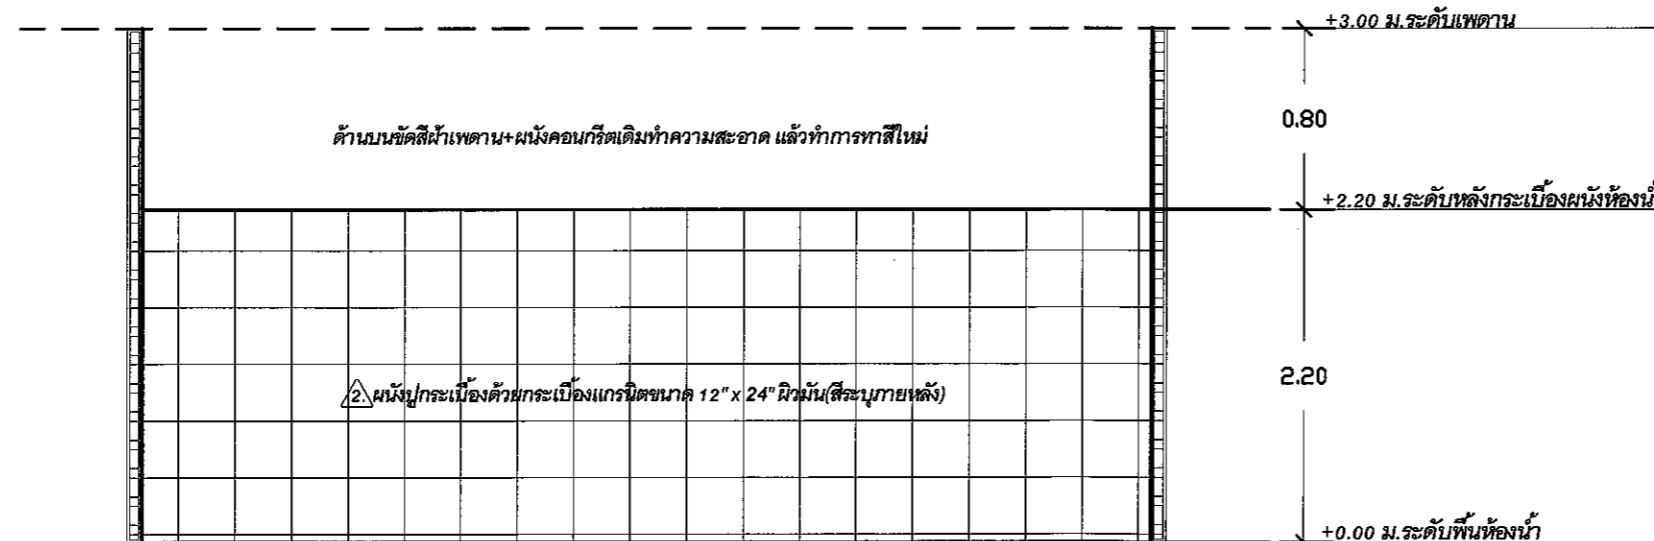 +3.00 ม.ระดับเพดาน
0.80
ด้านบนขัดสีฝ้าเพดาน+ผนังคอนกรีตเดิมทำความสะอาด แล้วทำการทาสีใหม่
+2.20 ม.ระดับหลังกระเบื้องผนังห้องน้
2.20
2. ผนังปูกระเบื้องด้วยกระเบื้องแกรนิตขนาด 12" x 24" ผิวมัน(สีระบุภายหลัง)
+0.00 ม.ระดับพื้นห้องน้ำ